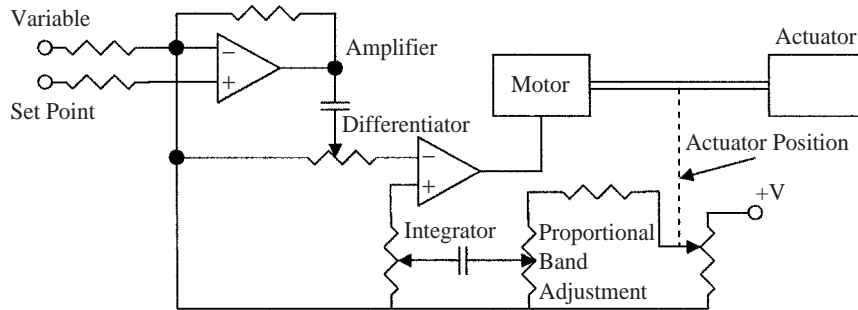 Variable
Set Point
−
+
Amplifier
Differentiator
−
+
Integrator
Motor
Actuator
Actuator Position
+V
Proportional
Band
Adjustment